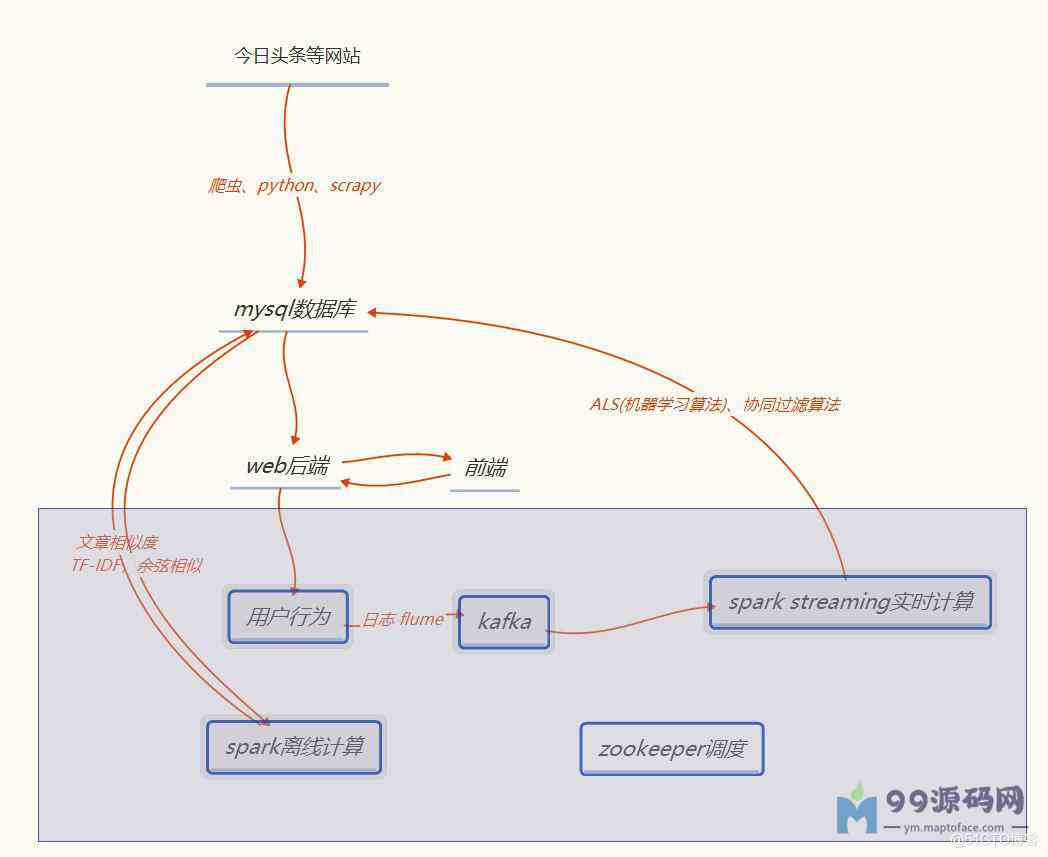 今日头条等网站
爬虫、python、scrapy
mysql数据库
ALS(机器学习算法)、协同过滤算法
web后端
前端
文章相似度
TF-IDF，余弦相似
用户行为
日志 flume
kafka
spark streaming实时计算
spark离线计算
zookeeper调度
99源码网
ym.maptoface.com
@51CTO博客